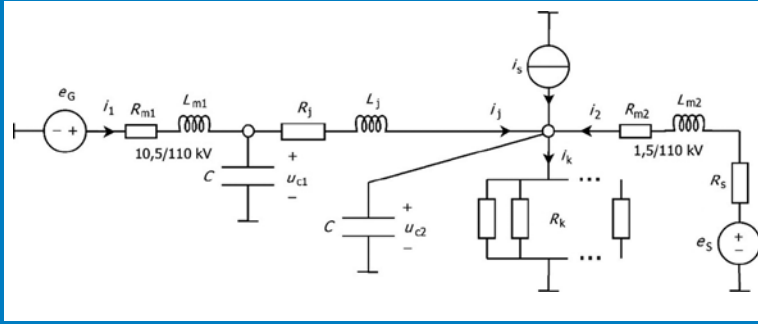 i_s
e_G
i_1
R_m1
L_m1
R_j
L_j
i_j
i_2
R_m2
L_m2
− +
10,5/110 kV
i_k
1,5/110 kV
C
+
u_c1
−
R_s
C
+
u_c2
−
R_k
...
...
e_S
+
−